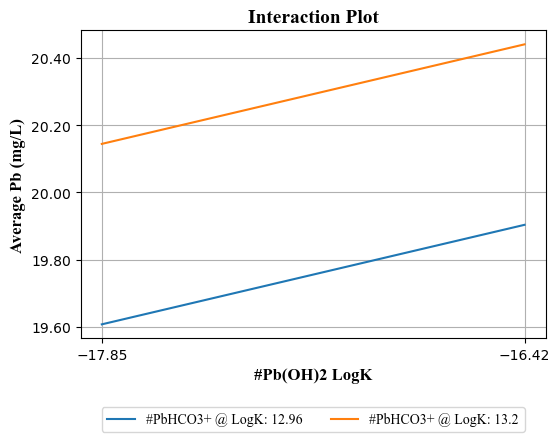 Interaction Plot
Average Pb (mg/L)
20.40
20.20
20.00
19.80
19.60
−17.85 −16.42
#Pb(OH)2 LogK
#PbHCO3+ @ LogK: 12.96 #PbHCO3+ @ LogK: 13.2